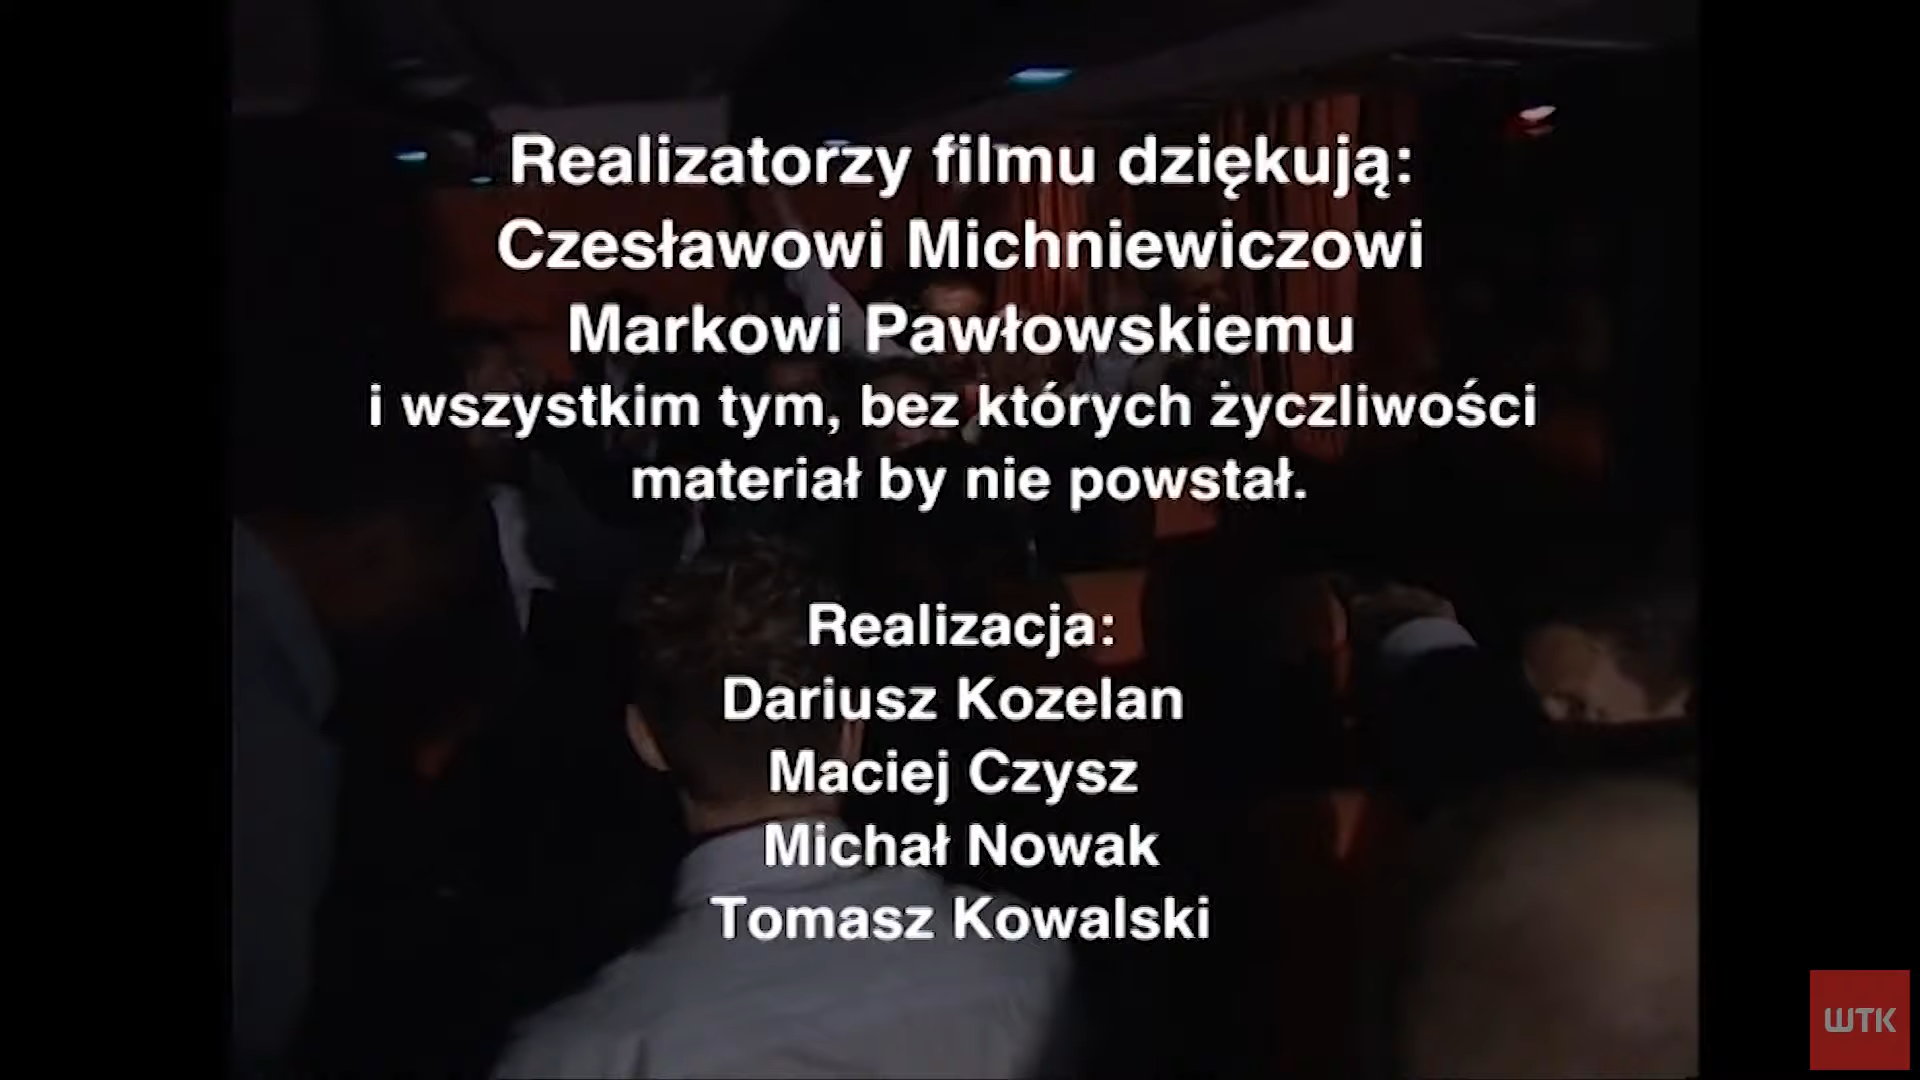 Realizatorzy filmu dziękują:
Czesławowi Michniewiczowi
Markowi Pawłowskiemu
i wszystkim tym, bez których życzliwości
materiał by nie powstał.
Realizacja:
Dariusz Kozelan
Maciej Czysz
Michał Nowak
Tomasz Kowalski
WTK